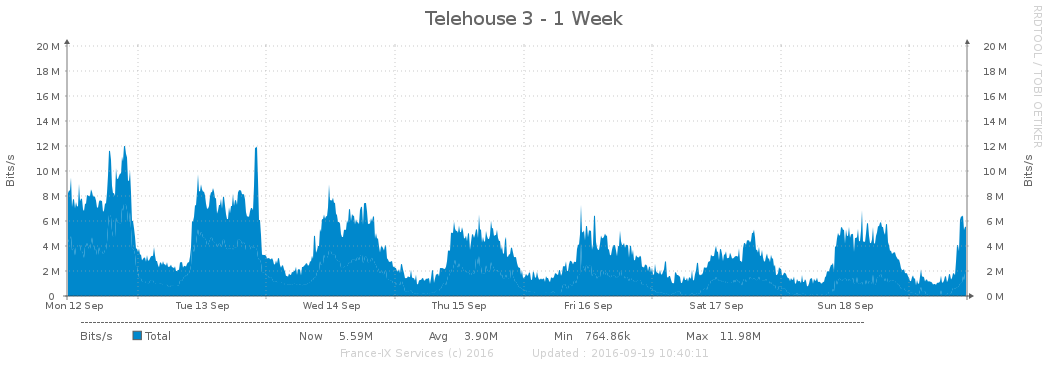 Telehouse 3 - 1 Week
RRDTOOL / TOBI OETIKER
Bits/s
Bits/s
20 M 20 M
18 M 18 M
16 M 16 M
14 M 14 M
12 M 12 M
10 M 10 M
8 M 8 M
6 M 6 M
4 M 4 M
2 M 2 M
0 0 M
Mon 12 Sep Tue 13 Sep Wed 14 Sep Thu 15 Sep Fri 16 Sep Sat 17 Sep Sun 18 Sep
Bits/s Total Now 5.59M Avg 3.90M Min 764.86k Max 11.98M
France-IX Services (c) 2016 Updated : 2016-09-19 10:40:11